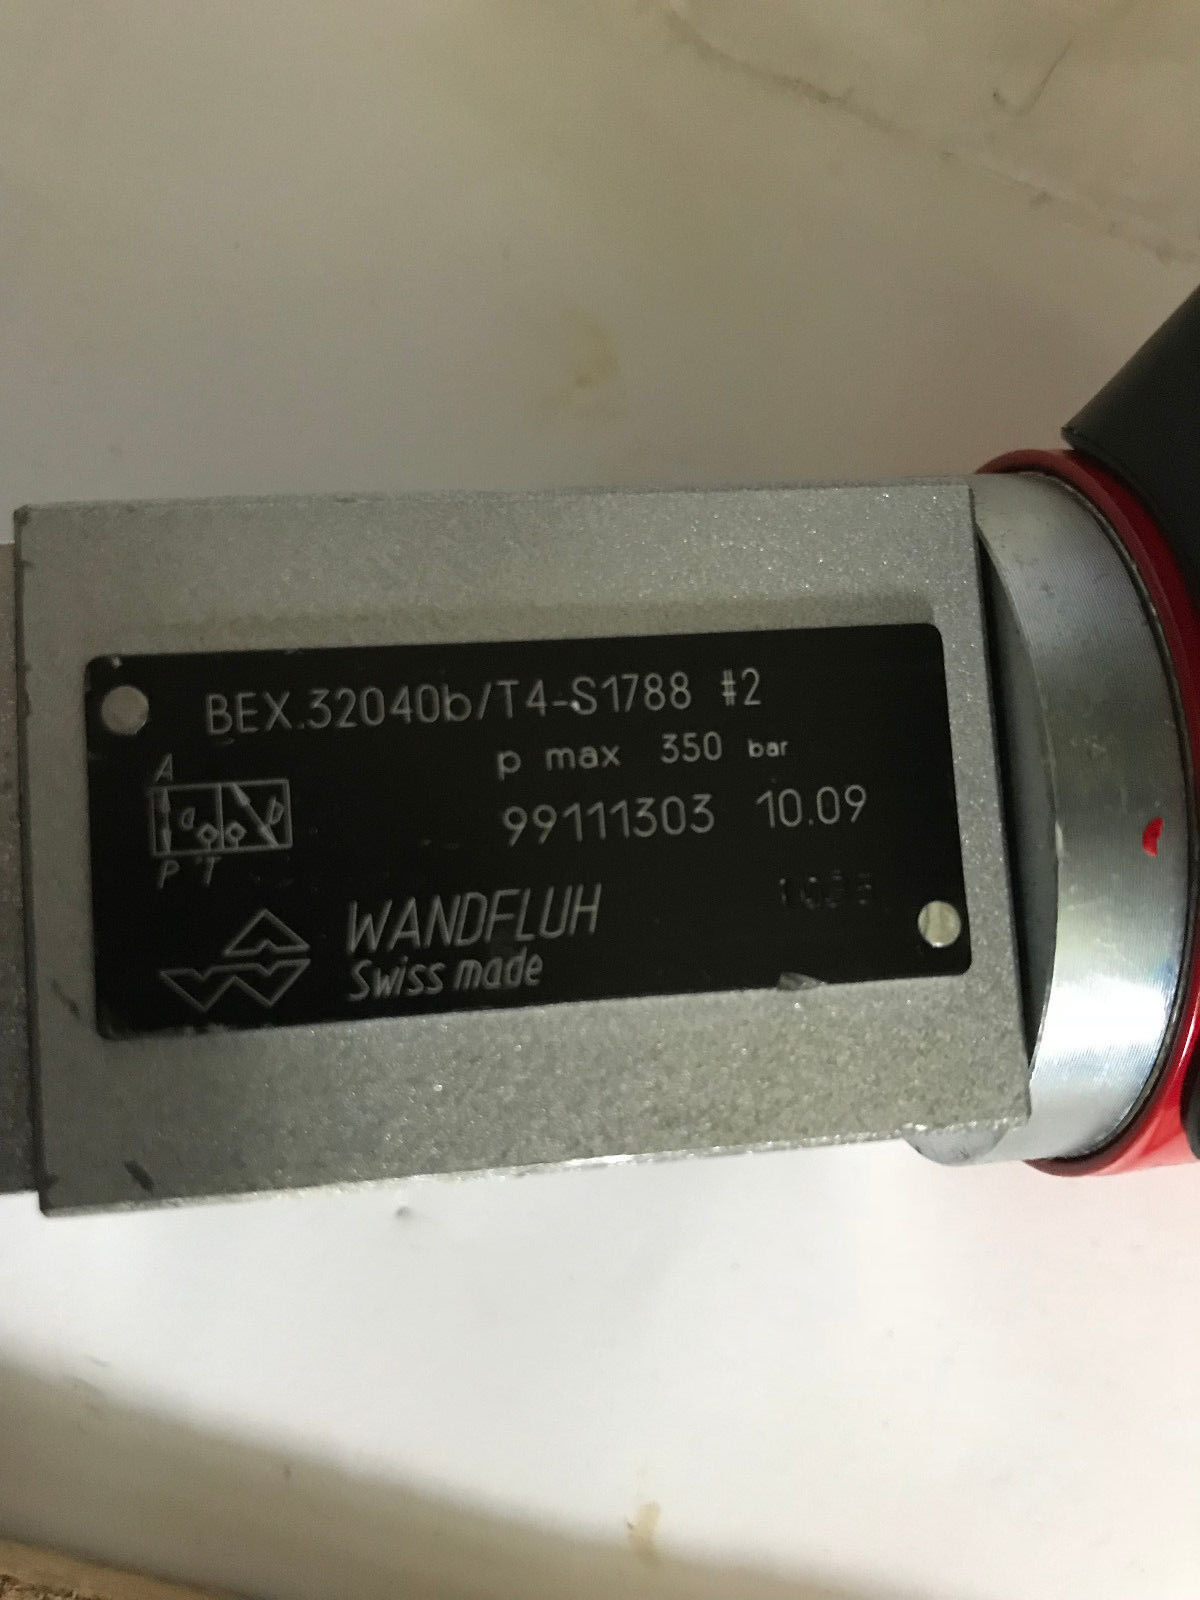 BEX.32040b/T4-S1788 #2
p max 350 bar
A
a b
P T
99111303 10.09
WANDFLUH
Swiss made